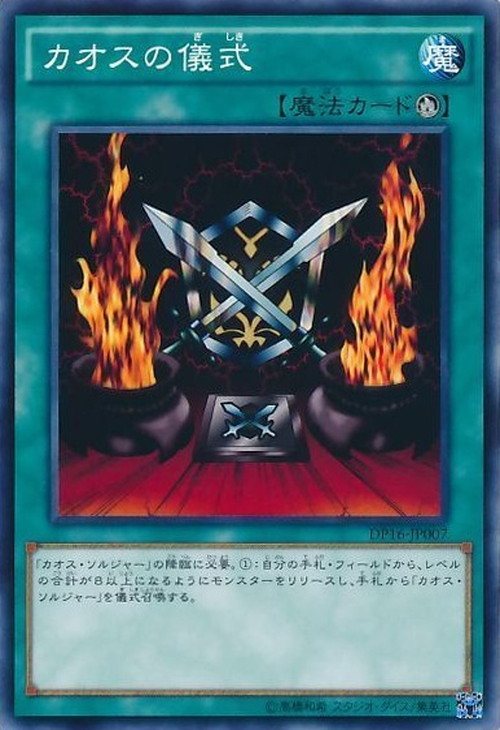 カオスの儀式
魔
【魔法カード】
DP16-JP007
「カオス・ソルジャー」の降臨に必要。①:自分の手札・フィールドから、レベル
の合計が8以上になるようにモンスターをリリースし、手札から「カオス・
ソルジャー」を儀式召喚する。
©高橋和希 スタジオ・ダイス/集英社